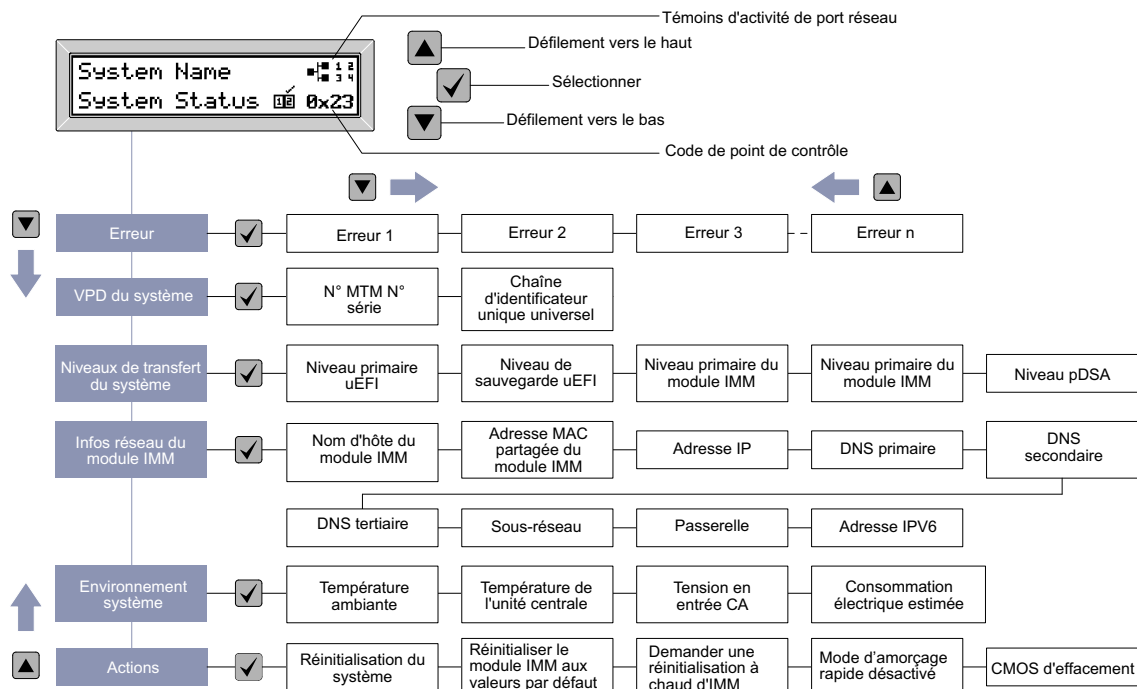 Témoins d'activité de port réseau
Défilement vers le haut
System Name
1 2
3 4
Sélectionner
System Status 12 0x23
Défilement vers le bas
Code de point de contrôle
Erreur
Erreur 1
Erreur 2
Erreur 3
Erreur n
VPD du système
N° MTM N°
série
Chaîne
d'identificateur
unique universel
Niveaux de transfert
du système
Niveau primaire
uEFI
Niveau de
sauvegarde uEFI
Niveau primaire du
module IMM
Niveau primaire du
module IMM
Niveau pDSA
Infos réseau du
module IMM
Nom d'hôte du
module IMM
Adresse MAC
partagée du
module IMM
Adresse IP
DNS primaire
DNS
secondaire
DNS tertiaire
Sous-réseau
Passerelle
Adresse IPV6
Environnement
système
Température
ambiante
Température de
l'unité centrale
Tension en
entrée CA
Consommation
électrique estimée
Actions
Réinitialisation du
système
Réinitialiser le
module IMM aux
valeurs par défaut
Demander une
réinitialisation à
chaud d'IMM
Mode d'amorçage
rapide désactivé
CMOS d'effacement